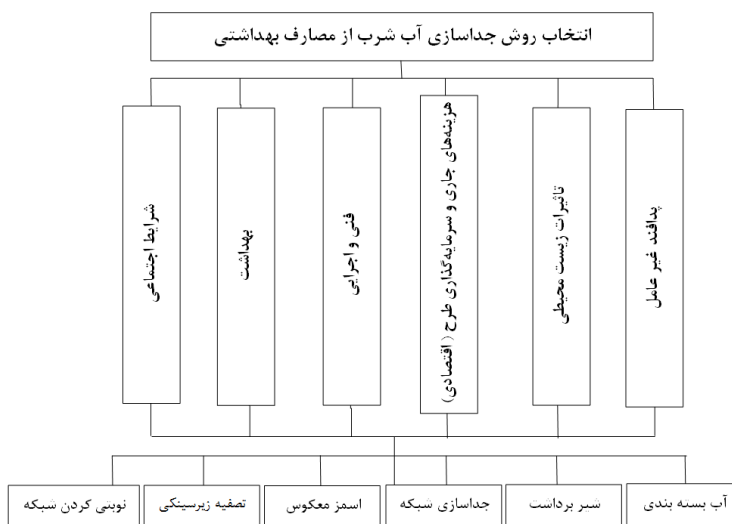 انتخاب روش جداسازی آب شرب از مصارف بهداشتی
پدافند غیر عامل
تاثیرات زیست محیطی
هزینه‌های جاری و سرمایه‌گذاری طرح (اقتصادی)
فنی و اجرایی
بهداشت
شرایط اجتماعی
آب بسته بندی
شیر برداشت
جداسازی شبکه
اسمز معکوس
تصفیه زیرسینکی
نوبتی کردن شبکه